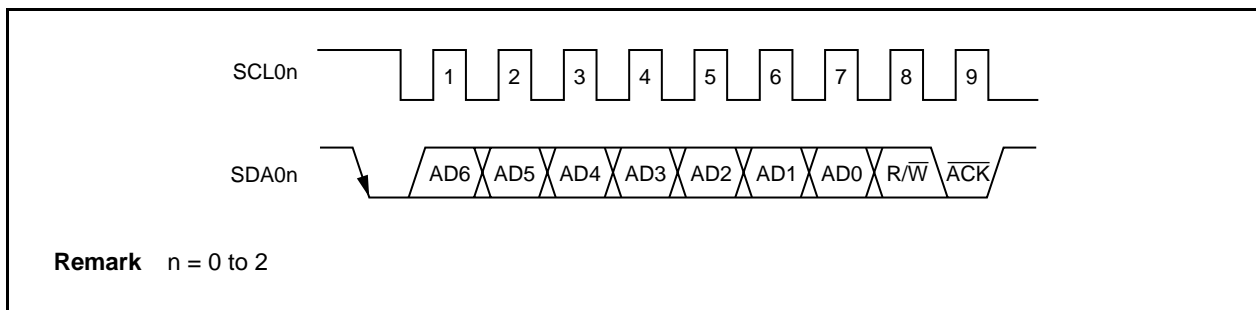 SCL0n 1 2 3 4 5 6 7 8 9
SDA0n AD6 AD5 AD4 AD3 AD2 AD1 AD0 R/W̅ A̅C̅K̅
Remark n = 0 to 2